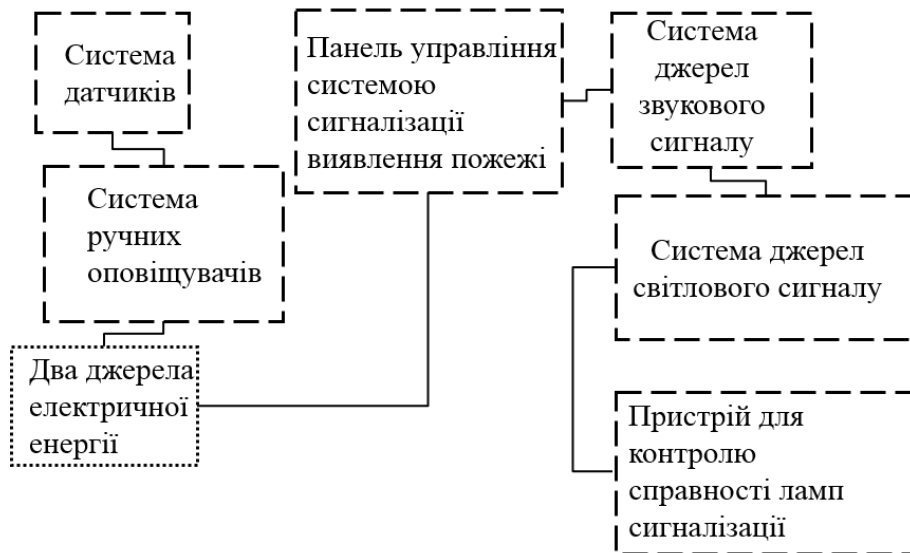 Система
датчиків
Система
ручних
оповіщувачів
Два джерела
електричної
енергії
Панель управління
системою
сигналізації
виявлення пожежі
Система
джерел
звукового
сигналу
Система джерел
світлового сигналу
Пристрій для
контролю
справності ламп
сигналізації